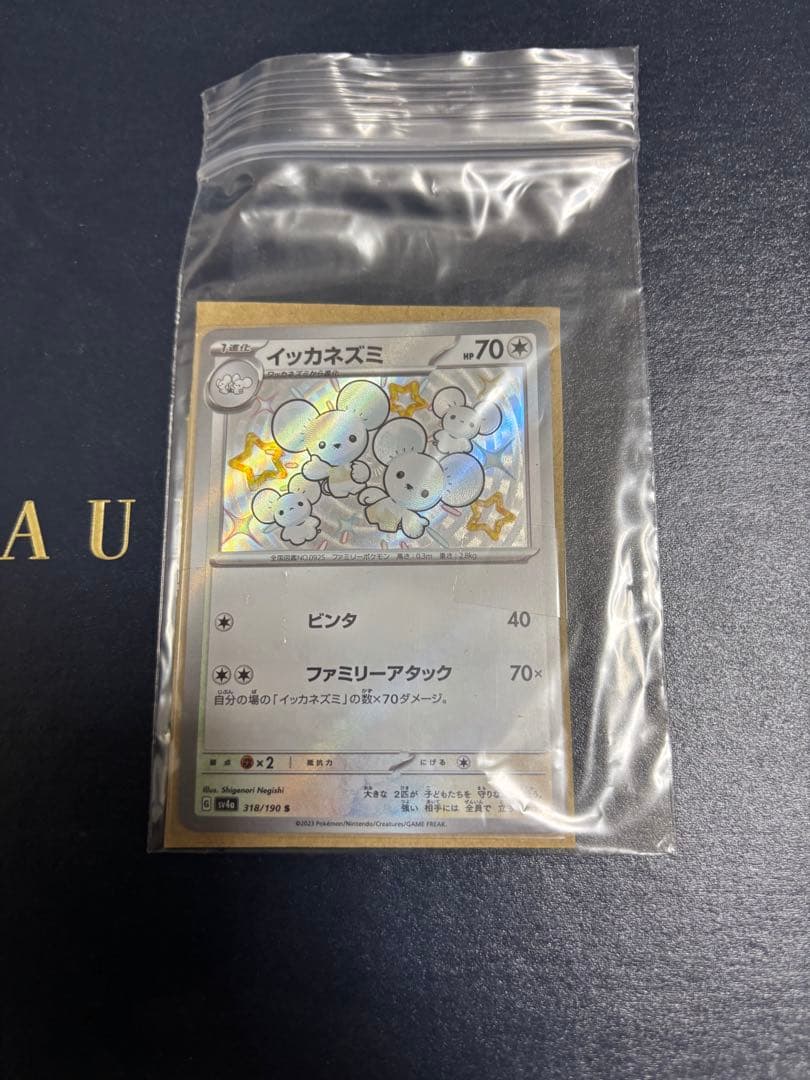 1進化
イッカネズミ
HP 70
ワッカネズミから進化
全国図鑑NO.0925 ファミリーポケモン 高さ:0.3m 重さ:2.8kg
ビンタ 40
ファミリーアタック 70×
自分の場の「イッカネズミ」の数×70ダメージ。
弱点 ×2 抵抗力 にげる
illus. Shigenori Negishi
G sv4a 318/190 S
大きな 2匹が 子どもたちを 守りな
強い 相手には 全員で 立
©2023 Pokémon/Nintendo/Creatures/GAME FREAK.
AU